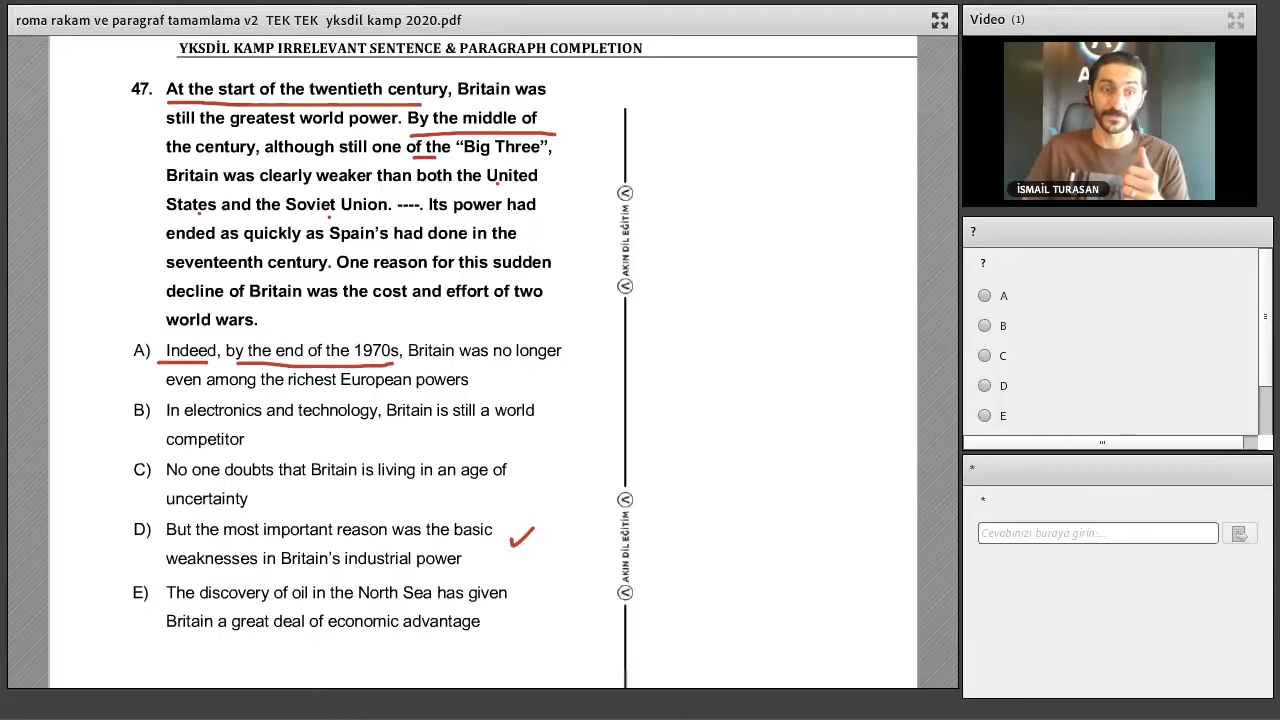 roma rakam ve paragraf tamamlama v2 TEK TEK yksdil kamp 2020.pdf
YKSDİL KAMP IRRELEVANT SENTENCE & PARAGRAPH COMPLETION
47. At the start of the twentieth century, Britain was
still the greatest world power. By the middle of
the century, although still one of the “Big Three”,
Britain was clearly weaker than both the United
States and the Soviet Union. ----. Its power had
ended as quickly as Spain’s had done in the
seventeenth century. One reason for this sudden
decline of Britain was the cost and effort of two
world wars.
A) Indeed, by the end of the 1970s, Britain was no longer
even among the richest European powers
B) In electronics and technology, Britain is still a world
competitor
C) No one doubts that Britain is living in an age of
uncertainty
D) But the most important reason was the basic
weaknesses in Britain’s industrial power
E) The discovery of oil in the North Sea has given
Britain a great deal of economic advantage
AKIN DİL EĞİTİM
AKIN DİL EĞİTİM
Video (1)
A
İSMAİL TURASAN
?
?
A
B
C
D
E
*
*
Cevabınızı buraya girin:...